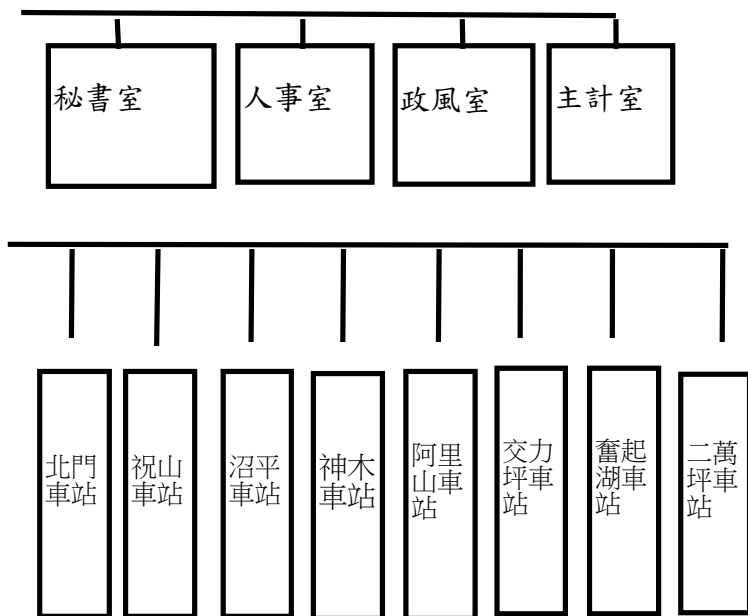 秘書室
人事室
政風室
主計室
北門
車站
祝山
車站
沼平
車站
神木
車站
阿里
山車
站
交力
坪車
站
奮起
湖車
站
二萬
坪車
站